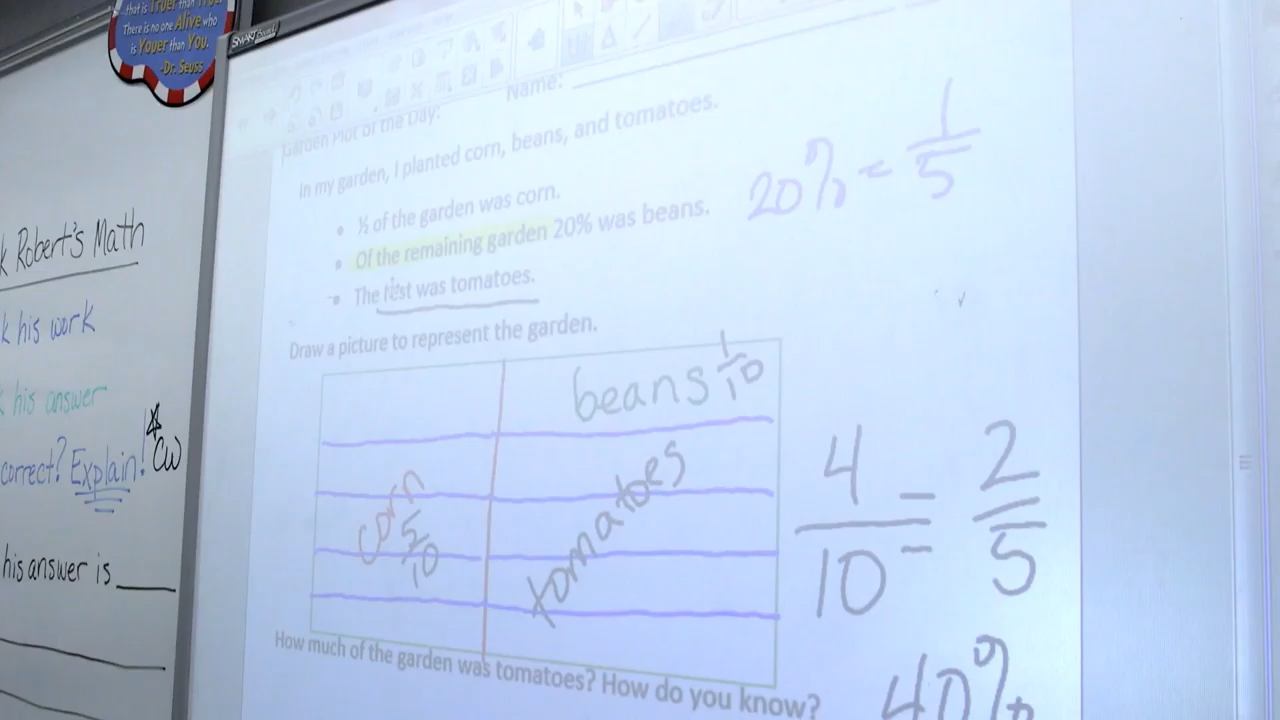 that is Truer than True
There is no one Alive who
is Youer than You.
-Dr. Seuss
SMART Board
k Robert's Math
k his work
k his answer
correct? Explain! CW
his answer is
Name:
Garden Plot of the Day:
In my garden, I planted corn, beans, and tomatoes.
• ½ of the garden was corn.
• Of the remaining garden 20% was beans.
• The rest was tomatoes.
20% = 1/5
Draw a picture to represent the garden.
beans 1/10
corn 5/10
tomatoes
4/10 = 2/5
40%
How much of the garden was tomatoes? How do you know?